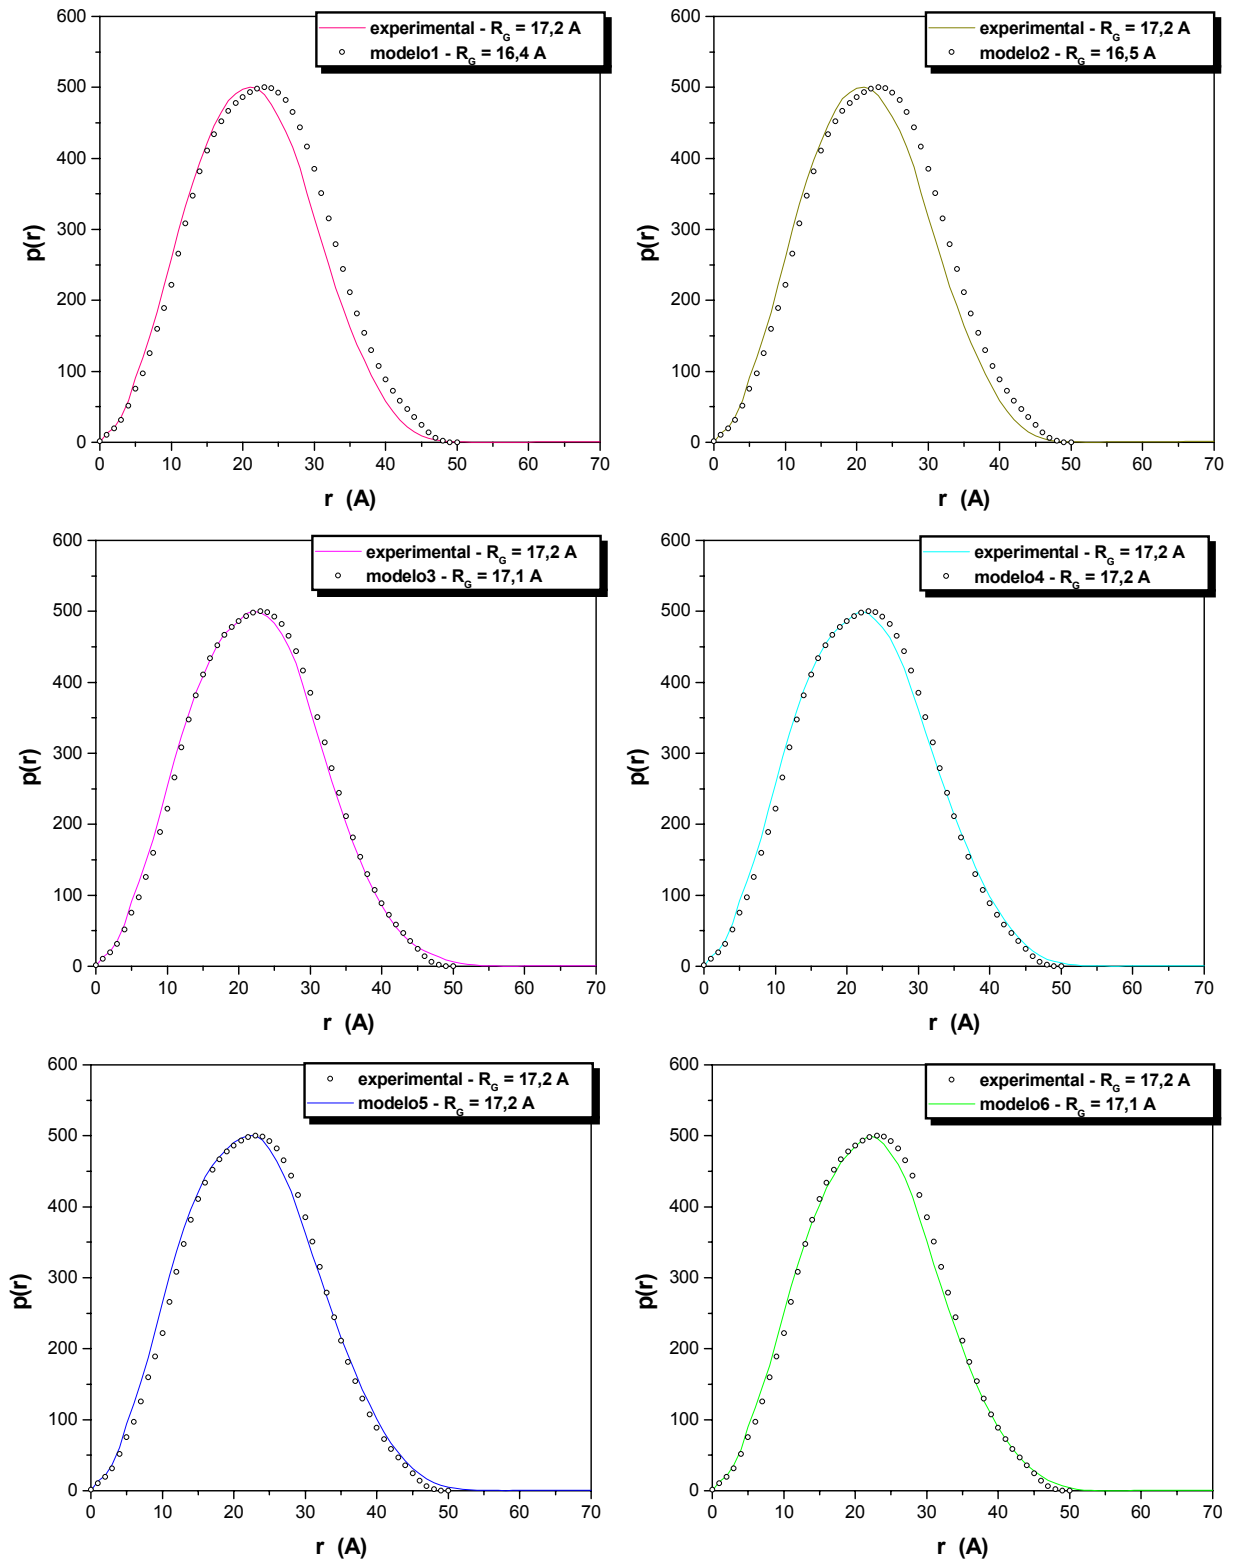 experimental - R_G = 17,2 A
modelo1 - R_G = 16,4 A
600
500
400
300
200
100
0
p(r)
0 10 20 30 40 50 60 70
r (A)
experimental - R_G = 17,2 A
modelo2 - R_G = 16,5 A
600
500
400
300
200
100
0
p(r)
0 10 20 30 40 50 60 70
r (A)
experimental - R_G = 17,2 A
modelo3 - R_G = 17,1 A
600
500
400
300
200
100
0
p(r)
0 10 20 30 40 50 60 70
r (A)
experimental - R_G = 17,2 A
modelo4 - R_G = 17,2 A
600
500
400
300
200
100
0
p(r)
0 10 20 30 40 50 60 70
r (A)
experimental - R_G = 17,2 A
modelo5 - R_G = 17,2 A
600
500
400
300
200
100
0
p(r)
0 10 20 30 40 50 60 70
r (A)
experimental - R_G = 17,2 A
modelo6 - R_G = 17,1 A
600
500
400
300
200
100
0
p(r)
0 10 20 30 40 50 60 70
r (A)